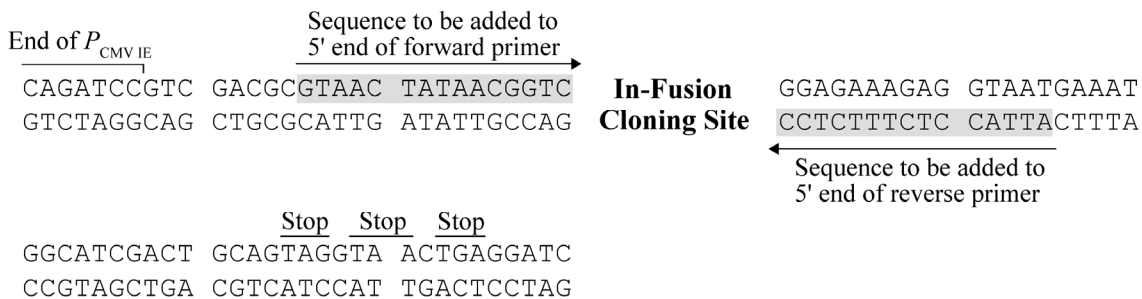 Sequence to be added to
5' end of forward primer
End of P CMV IE
CAGATCCGTC GACGCGTAAC TATAACGGTC In-Fusion GGAGAAAGAG GTAATGAAAT
GTCTAGGCAG CTGCGCATTG ATATTGCCAG Cloning Site CCTCTTTCTC CATTACTTTA
Sequence to be added to
5' end of reverse primer
Stop Stop Stop
GGCATCGACT GCAGTAGGTA ACTGAGGATC
CCGTAGCTGA CGTCATCCAT TGACTCCTAG